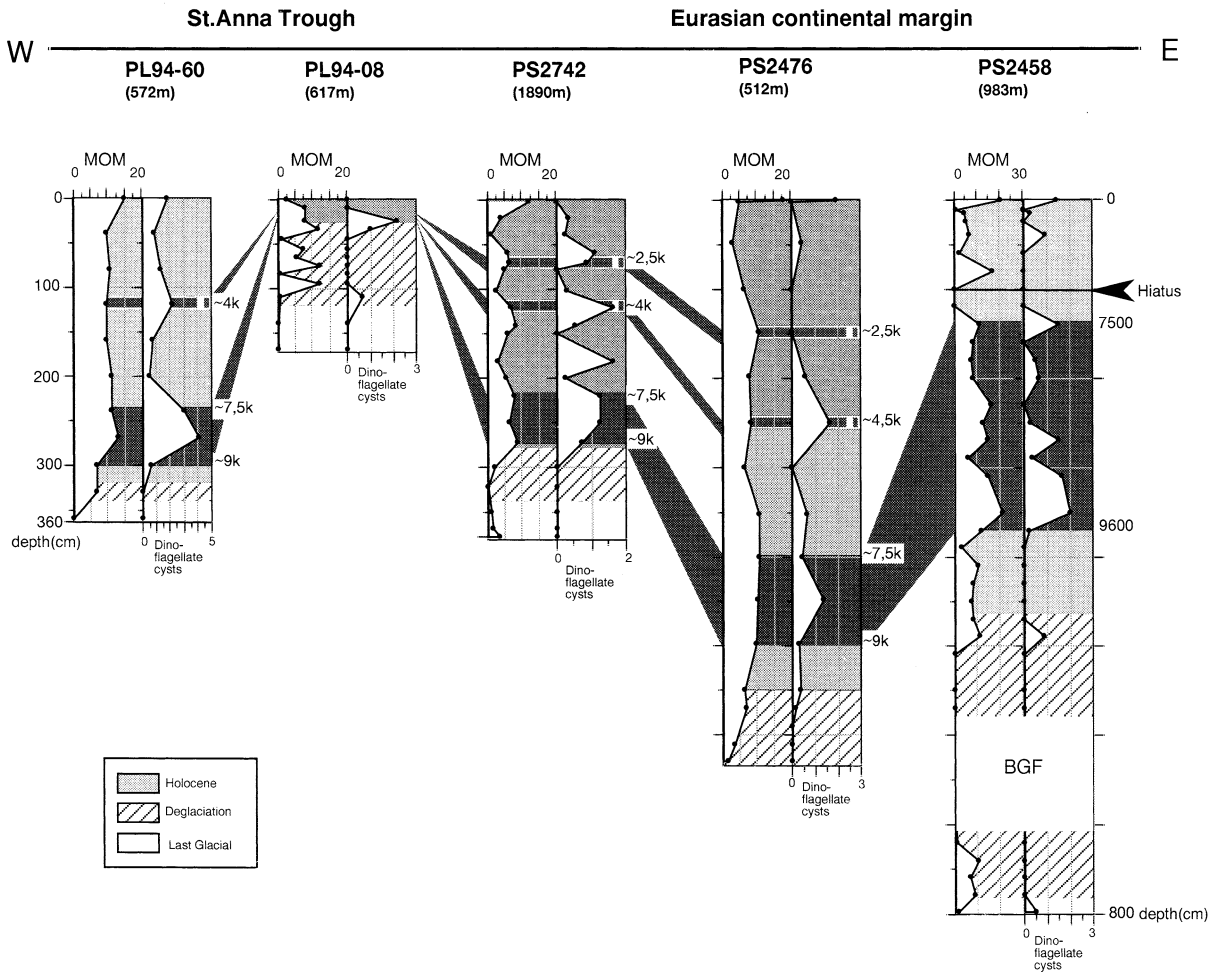 St.Anna Trough
Eurasian continental margin
W
E
PL94-60
(572m)
PL94-08
(617m)
PS2742
(1890m)
PS2476
(512m)
PS2458
(983m)
MOM
0 20
MOM
0 20
MOM
0 20
MOM
0 20
MOM
0 30
0
100
200
300
360
depth(cm)
~4k
~7,5k
~9k
0 5
Dino-
flagellate
cysts
0 3
Dino-
flagellate
cysts
~2,5k
~4k
~7,5k
~9k
0 2
Dino-
flagellate
cysts
~2,5k
~4,5k
~7,5k
~9k
0 3
Dino-
flagellate
cysts
0
Hiatus
7500
9600
BGF
800 depth(cm)
0 3
Dino-
flagellate
cysts
Holocene
Deglaciation
Last Glacial